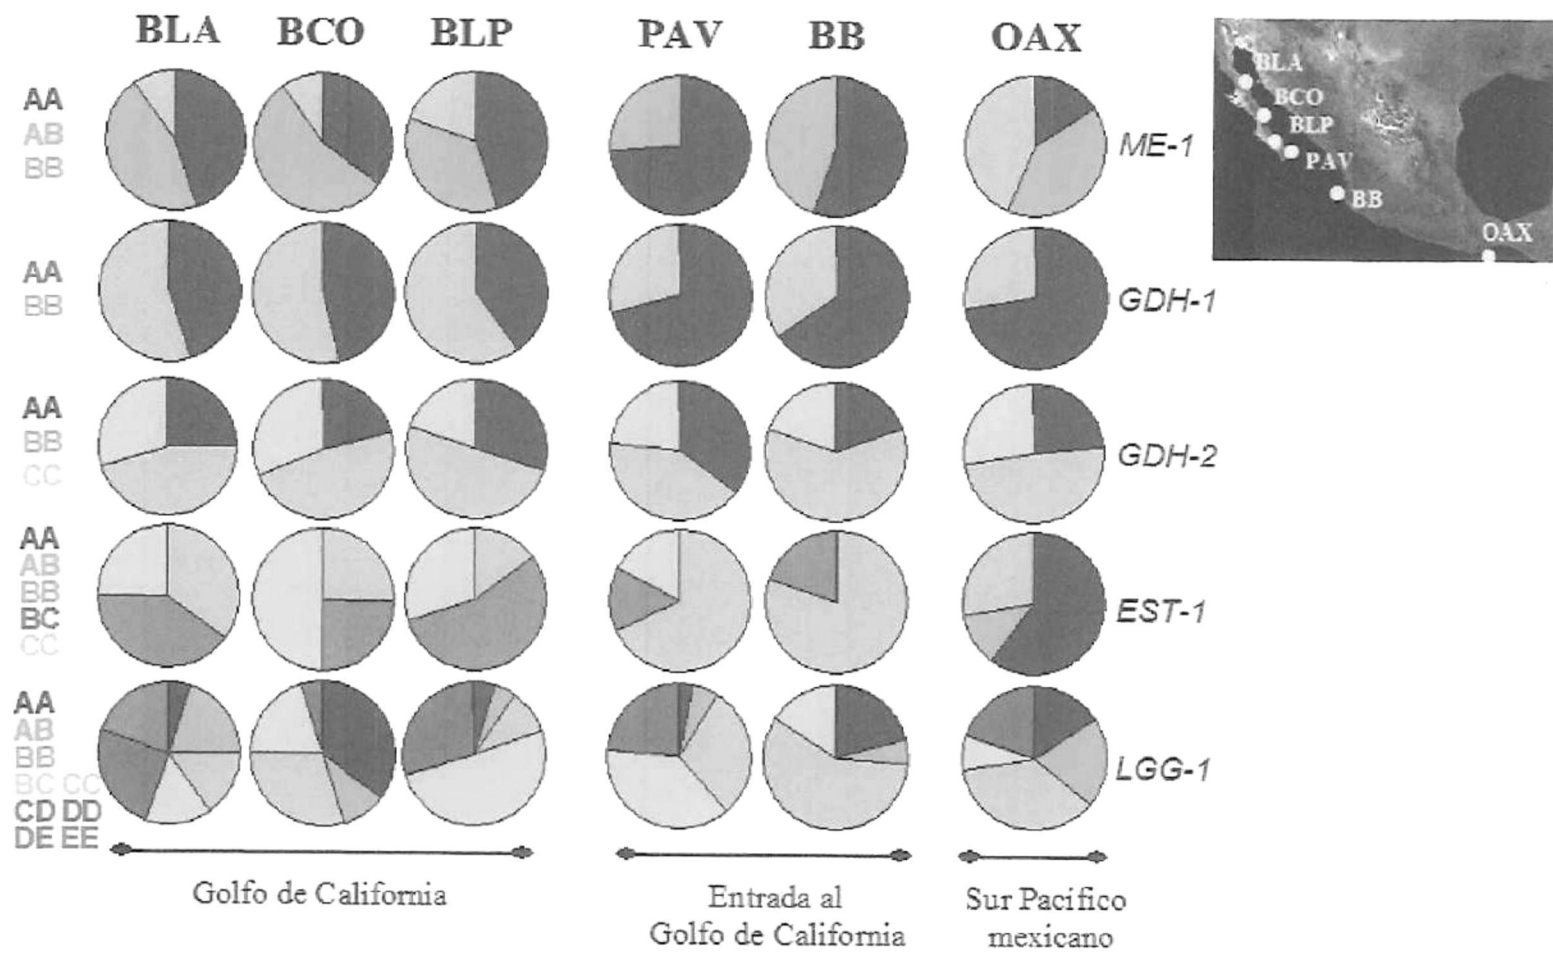 BLA BCO BLP PAV BB OAX
AA
AB
BB
ME-1
AA
BB
GDH-1
AA
BB
CC
GDH-2
AA
AB
BB
BC
CC
EST-1
AA
AB
BB
BC CC
CD DD
DE EE
LGG-1
Golfo de California
Entrada al
Golfo de California
Sur Pacífico
mexicano
BLA
BCO
BLP
PAV
BB
OAX